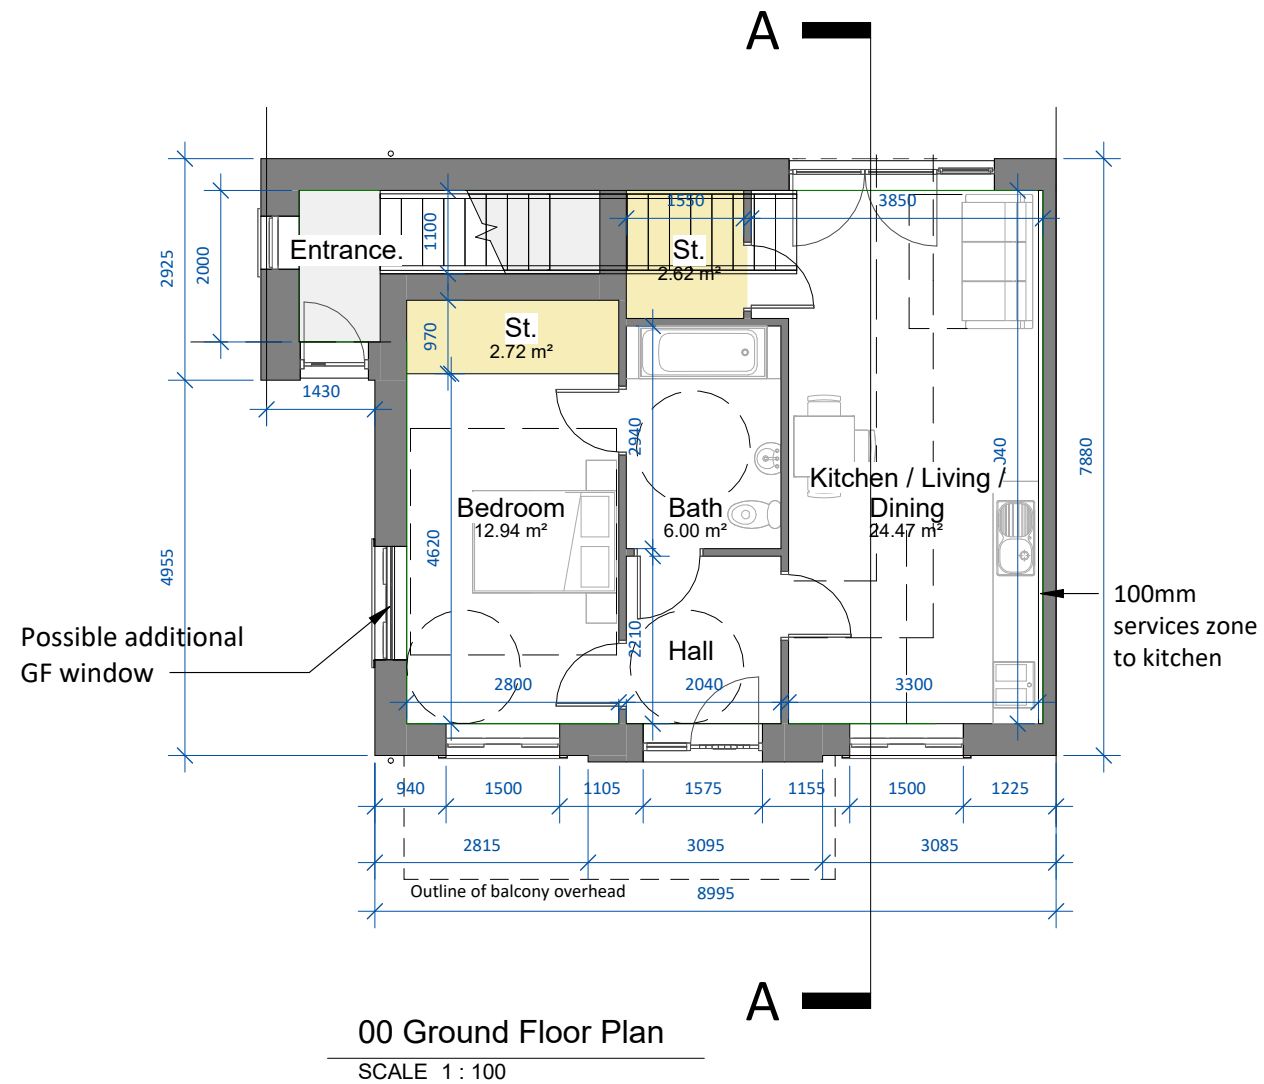 A
1550
3850
Entrance.
1100
St.
2.62 m²
2925
2000
St.
2.72 m²
970
1430
2940
040
7880
Kitchen / Living /
Dining
24.47 m²
Bedroom
12.94 m²
Bath
6.00 m²
4620
4955
100mm
services zone
to kitchen
Possible additional
GF window
2210
Hall
2800
2040
3300
940
1500
1105
1575
1155
1500
1225
2815
3095
3085
Outline of balcony overhead
8995
A
00 Ground Floor Plan
SCALE 1 : 100